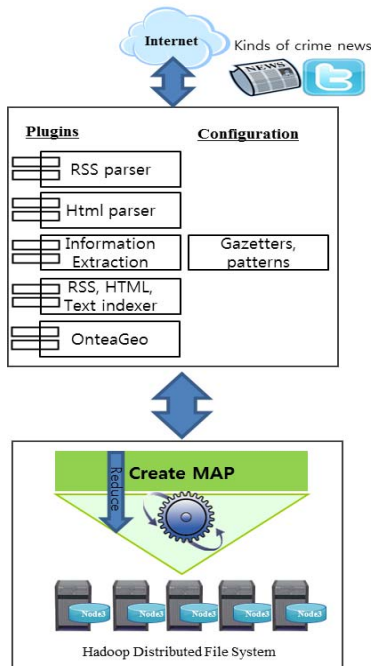 Internet
Kinds of crime news
NEWS
Plugins
Configuration
RSS parser
Html parser
Information
Extraction
Gazetters,
patterns
RSS, HTML,
Text indexer
OnteaGeo
Create MAP
Reduce
Node3
Node3
Node3
Node3
Node3
Hadoop Distributed File System